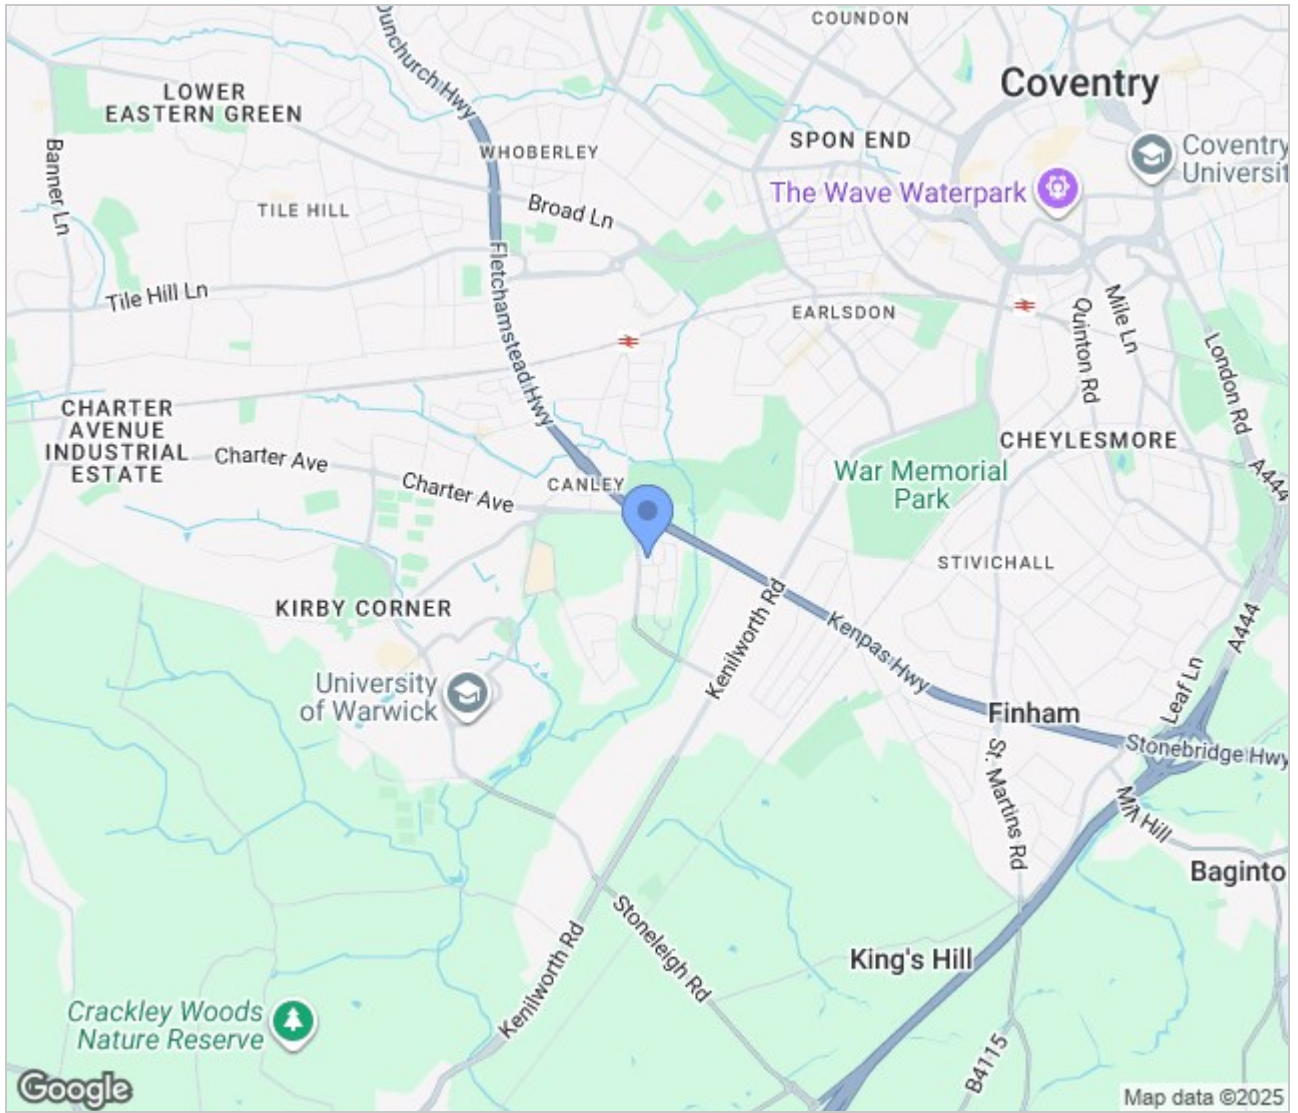 COUNDON
Dunchurch Hwy
Coventry
LOWER
EASTERN GREEN
SPON END
WHOBERLEY
Coventry
Universit
Banner Ln
The Wave Waterpark
TILE HILL
Broad Ln
Fletchamstead Hwy
Tile Hill Ln
EARLSDON
Quinton Rd
Mile Ln
London Rd
CHARTER
AVENUE
INDUSTRIAL
ESTATE
Charter Ave
CHEYLESMORE
War Memorial
Park
A444
Charter Ave
CANLEY
STIVICHALL
KIRBY CORNER
Kenilworth Rd
Kenpas Hwy
A444
University
of Warwick
Leaf Ln
Finham
Stonebridge Hwy
St. Martins Rd
Mill Hill
Baginto
Stoneleigh Rd
King's Hill
Kenilworth Rd
Crackley Woods
Nature Reserve
B4115
Google
Map data ©2025